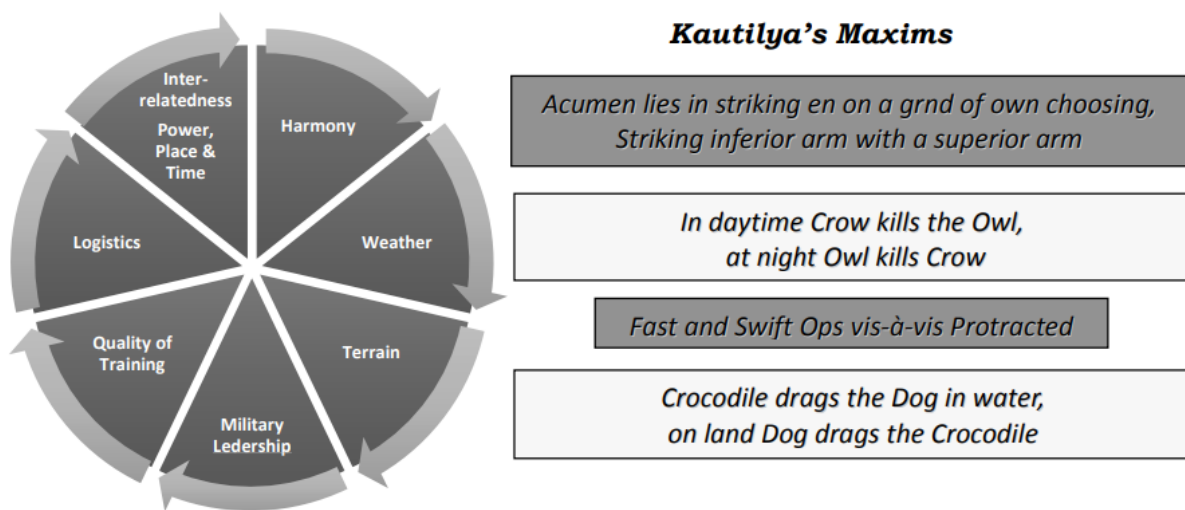 Inter-
relatedness
Power,
Place &
Time
Harmony
Weather
Terrain
Military
Ledership
Quality of
Training
Logistics
Kautilya's Maxims
Acumen lies in striking en on a grnd of own choosing,
Striking inferior arm with a superior arm
In daytime Crow kills the Owl,
at night Owl kills Crow
Fast and Swift Ops vis-à-vis Protracted
Crocodile drags the Dog in water,
on land Dog drags the Crocodile